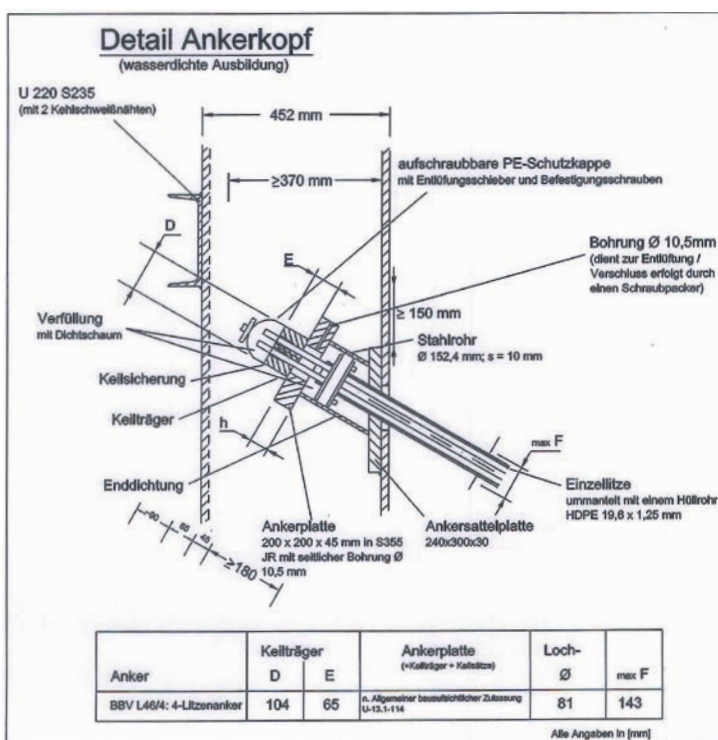 Detail Ankerkopf
(wasserdichte Ausbildung)
U 220 S235
(mit 2 Kehlschweißnähten)
452 mm
≥370 mm
aufschraubbare PE-Schutzkappe
mit Entlüfungsschieber und Befestigungsschrauben
D
E
Bohrung Ø 10,5mm
(dient zur Entlüftung /
Verschluss erfolgt durch
einen Schraubpacker)
≥ 150 mm
Verfüllung
mit Dichtschaum
Stahlrohr
Ø 152,4 mm; s = 10 mm
Keilsicherung
Keilträger
h
max F
Enddichtung
Einzellitze
ummantelt mit einem Hüllrohr
HDPE 19,6 x 1,25 mm
Ankerplatte
200 x 200 x 45 mm in S355
JR mit seitlicher Bohrung Ø
10,5 mm
Ankersattelplatte
240x300x30
~90
65
45
≥180
Keilträger
Ankerplatte
(+Keilträger + Keilsätze)
Loch-
Anker
D
E
Ø
max F
BBV L46/4: 4-Litzenanker
104
65
n. Allgemeiner bauaufsichtlicher Zulassung
U-13.1-114
81
143
Alle Angaben in [mm]